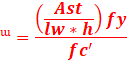 ɯ = (Ast / lw * h) fy / fc'